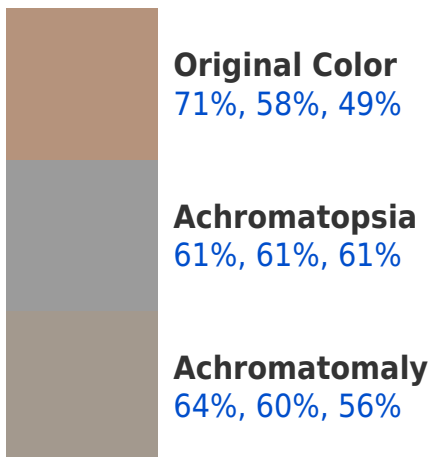 Original Color
71%, 58%, 49%
Achromatopsia
61%, 61%, 61%
Achromatomaly
64%, 60%, 56%